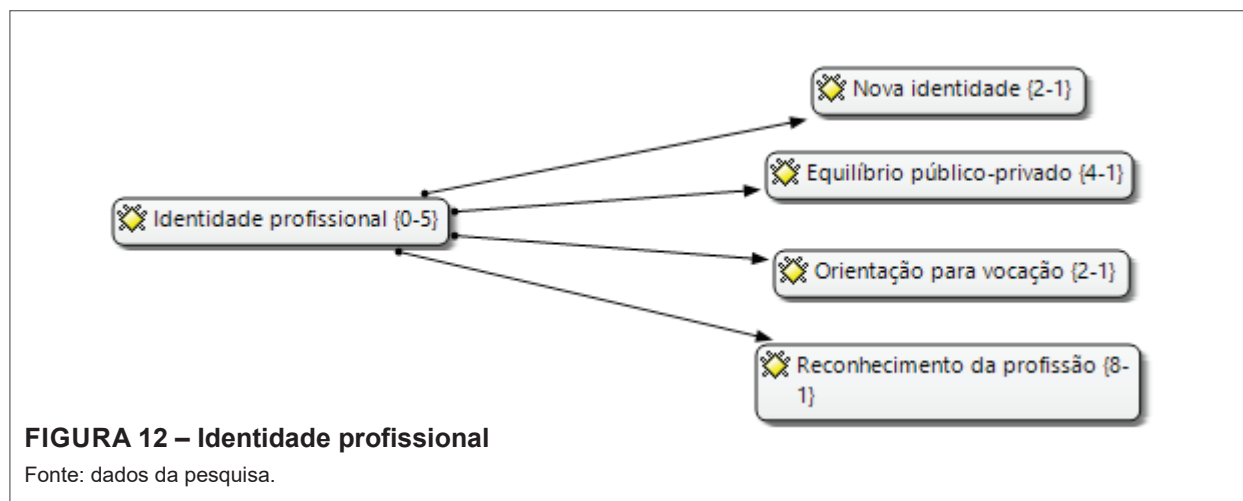 Nova identidade {2-1}
Equilíbrio público-privado {4-1}
Identidade profissional {0-5}
Orientação para vocação {2-1}
Reconhecimento da profissão {8-
1}
FIGURA 12 – Identidade profissional
Fonte: dados da pesquisa.